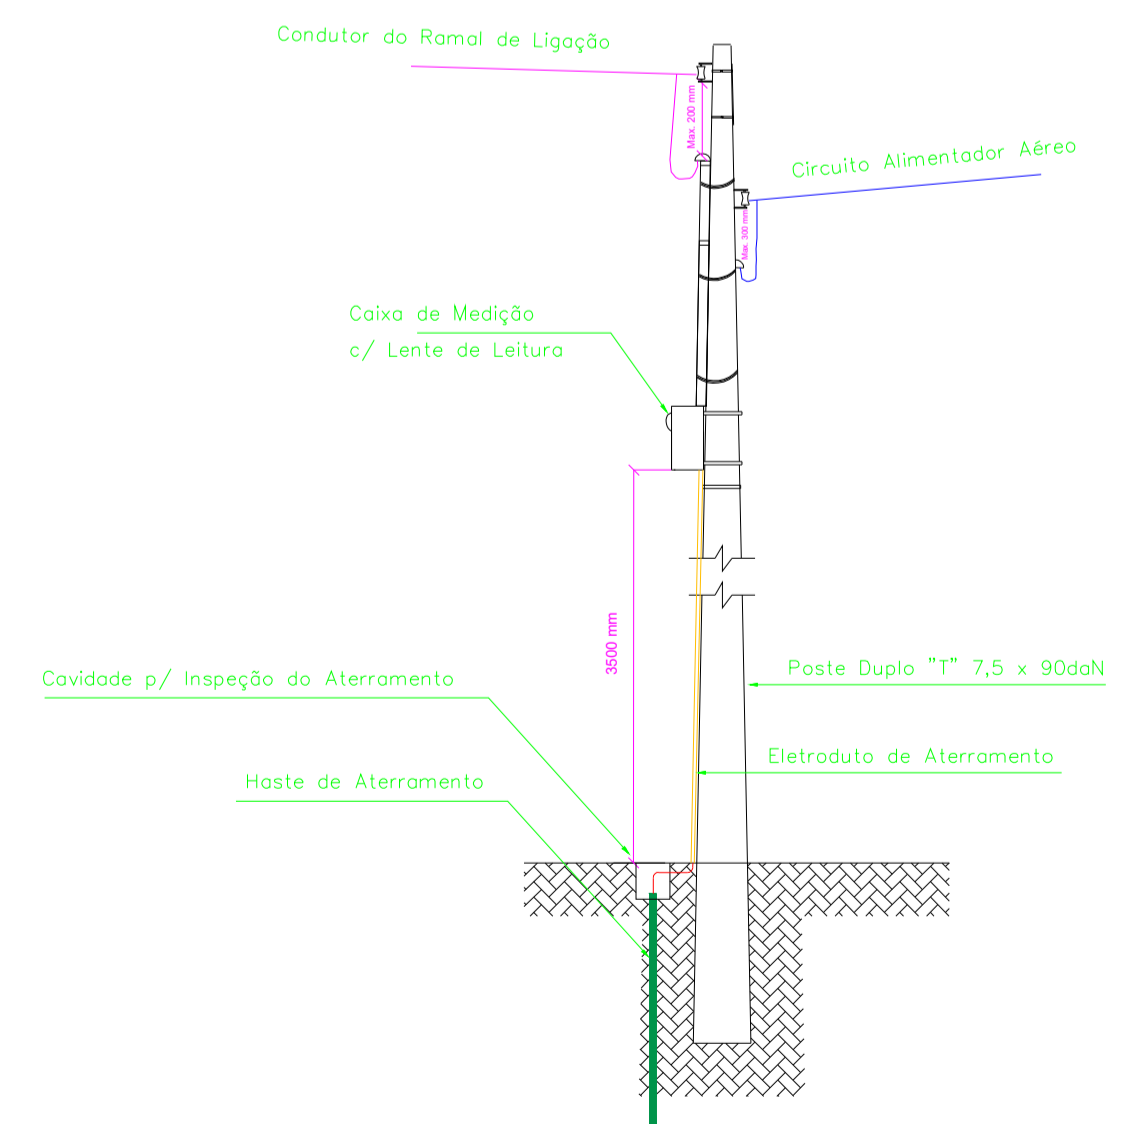 Condutor do Ramal de Ligação
Max. 200 mm
Circuito Alimentador Aéreo
Max. 300 mm
Caixa de Medição
c/ Lente de Leitura
3500 mm
Poste Duplo "T" 7,5 x 90daN
Cavidade p/ Inspeção do Aterramento
Eletroduto de Aterramento
Haste de Aterramento